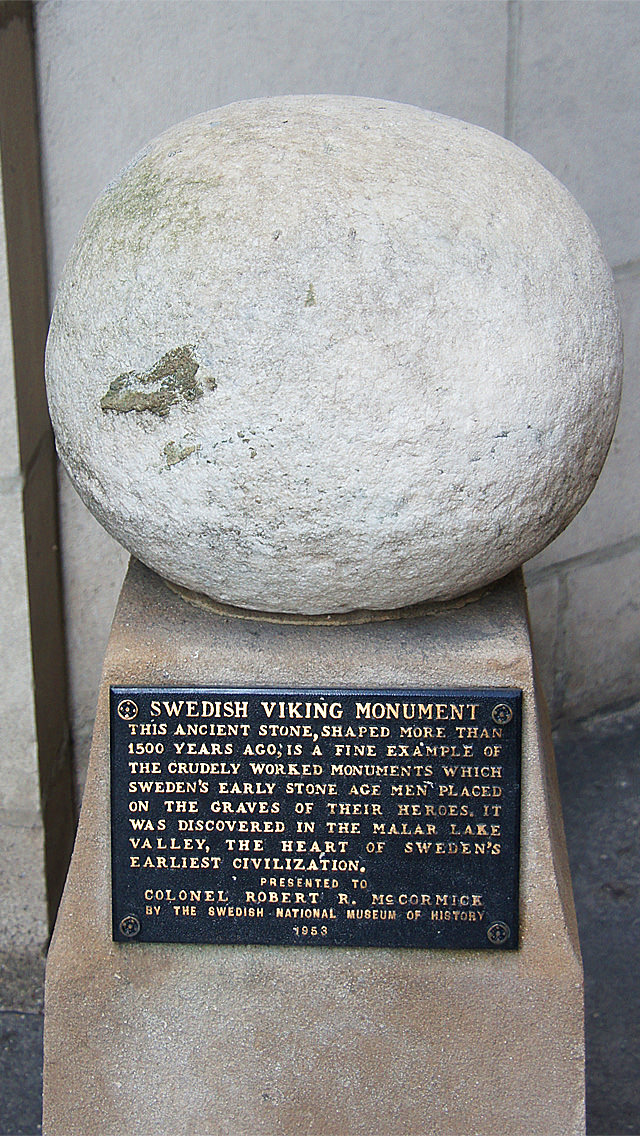 SWEDISH VIKING MONUMENT
THIS ANCIENT STONE, SHAPED MORE THAN
1500 YEARS AGO, IS A FINE EXAMPLE OF
THE CRUDELY WORKED MONUMENTS WHICH
SWEDEN'S EARLY STONE AGE MEN PLACED
ON THE GRAVES OF THEIR HEROES. IT
WAS DISCOVERED IN THE MALAR LAKE
VALLEY, THE HEART OF SWEDEN'S
EARLIEST CIVILIZATION.
PRESENTED TO
COLONEL ROBERT R. McCORMICK
BY THE SWEDISH NATIONAL MUSEUM OF HISTORY
1953